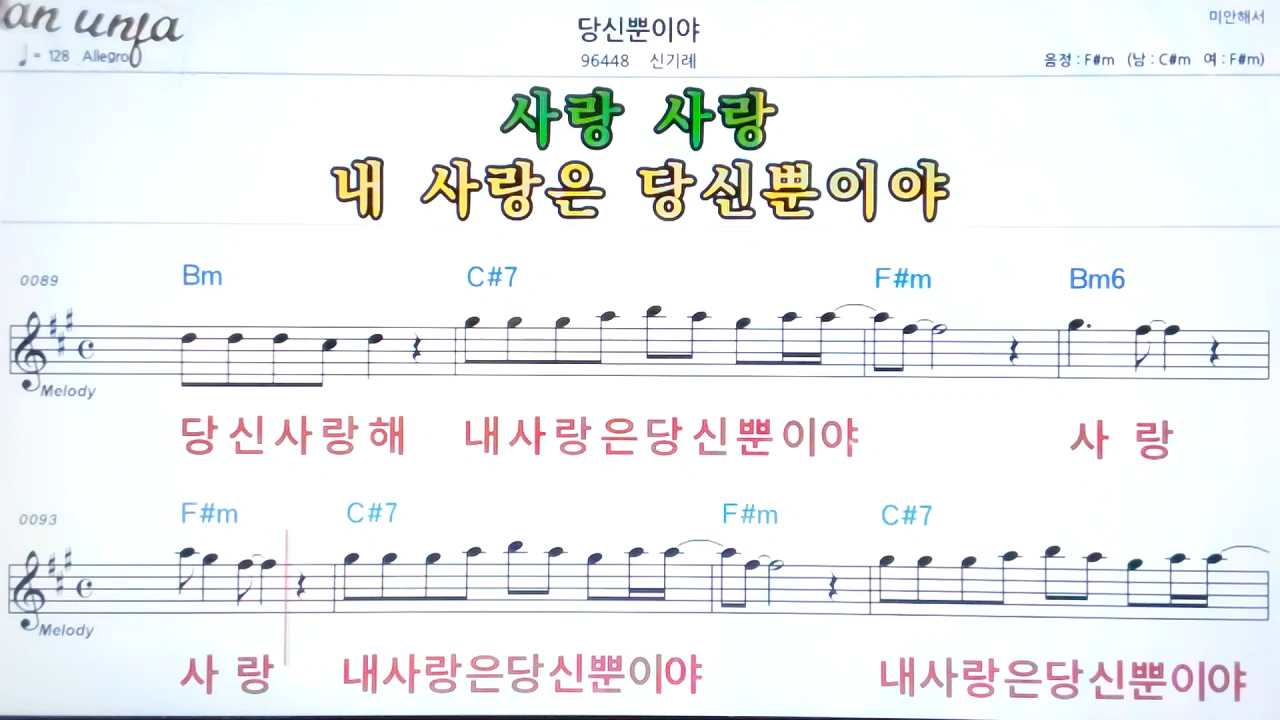 an unfa
당신뿐이야
미안해서
♩= 128 Allegro
96448 신기례
음정 : F#m (남 : C#m 여 : F#m)
사랑 사랑
내 사랑은 당신뿐이야
0089 Bm C#7 F#m Bm6
Melody
당신사랑해 내사랑은당신뿐이야 사랑
0093 F#m C#7 F#m C#7
Melody
사랑 내사랑은당신뿐이야 내사랑은당신뿐이야